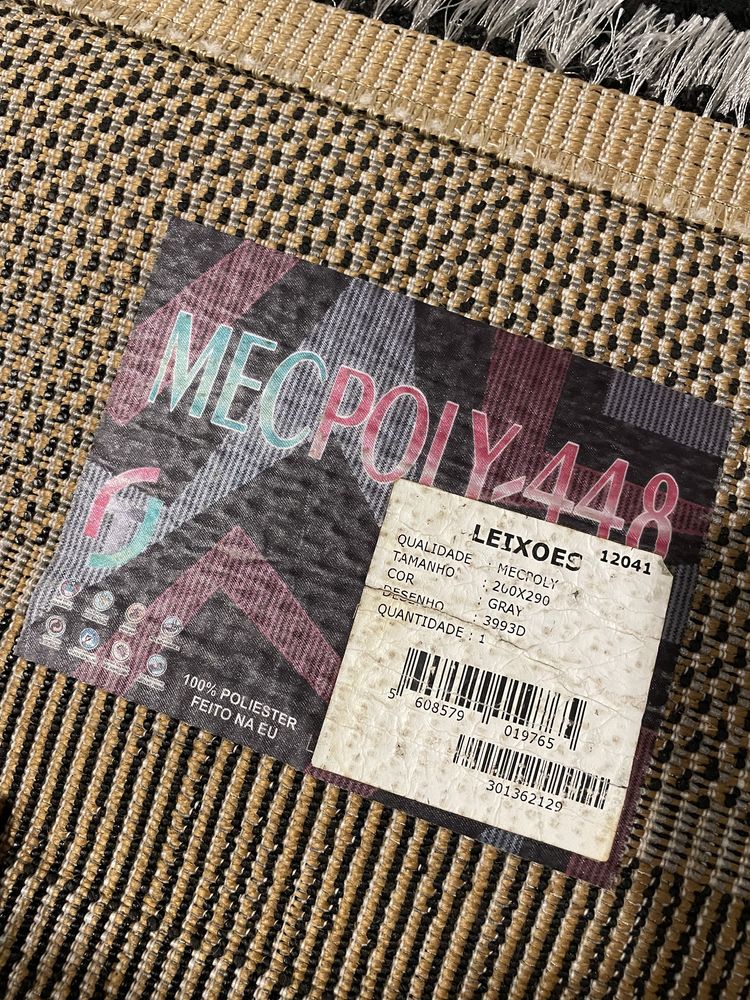 MECPOLY-448
LEIXOES 12041
QUALIDADE : MECPOLY
TAMANHO : 200X290
COR : GRAY
DESENHO : 3993D
QUANTIDADE : 1
5 608579 019765
301362129
100% POLIESTER
FEITO NA EU